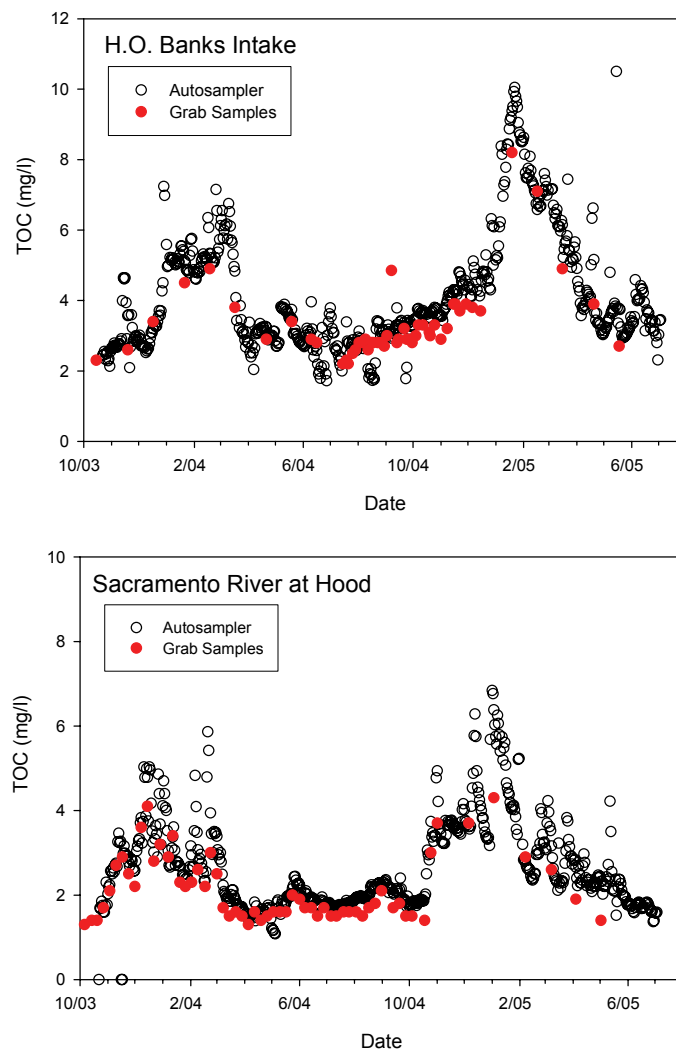 H.O. Banks Intake
Autosampler
Grab Samples
TOC (mg/l)
12
10
8
6
4
2
0
10/03 2/04 6/04 10/04 2/05 6/05
Date
Sacramento River at Hood
Autosampler
Grab Samples
TOC (mg/l)
10
8
6
4
2
0
10/03 2/04 6/04 10/04 2/05 6/05
Date